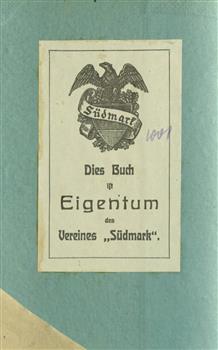 Südmark
Dies Buch
ist
Eigentum
des
Vereines „Südmark".